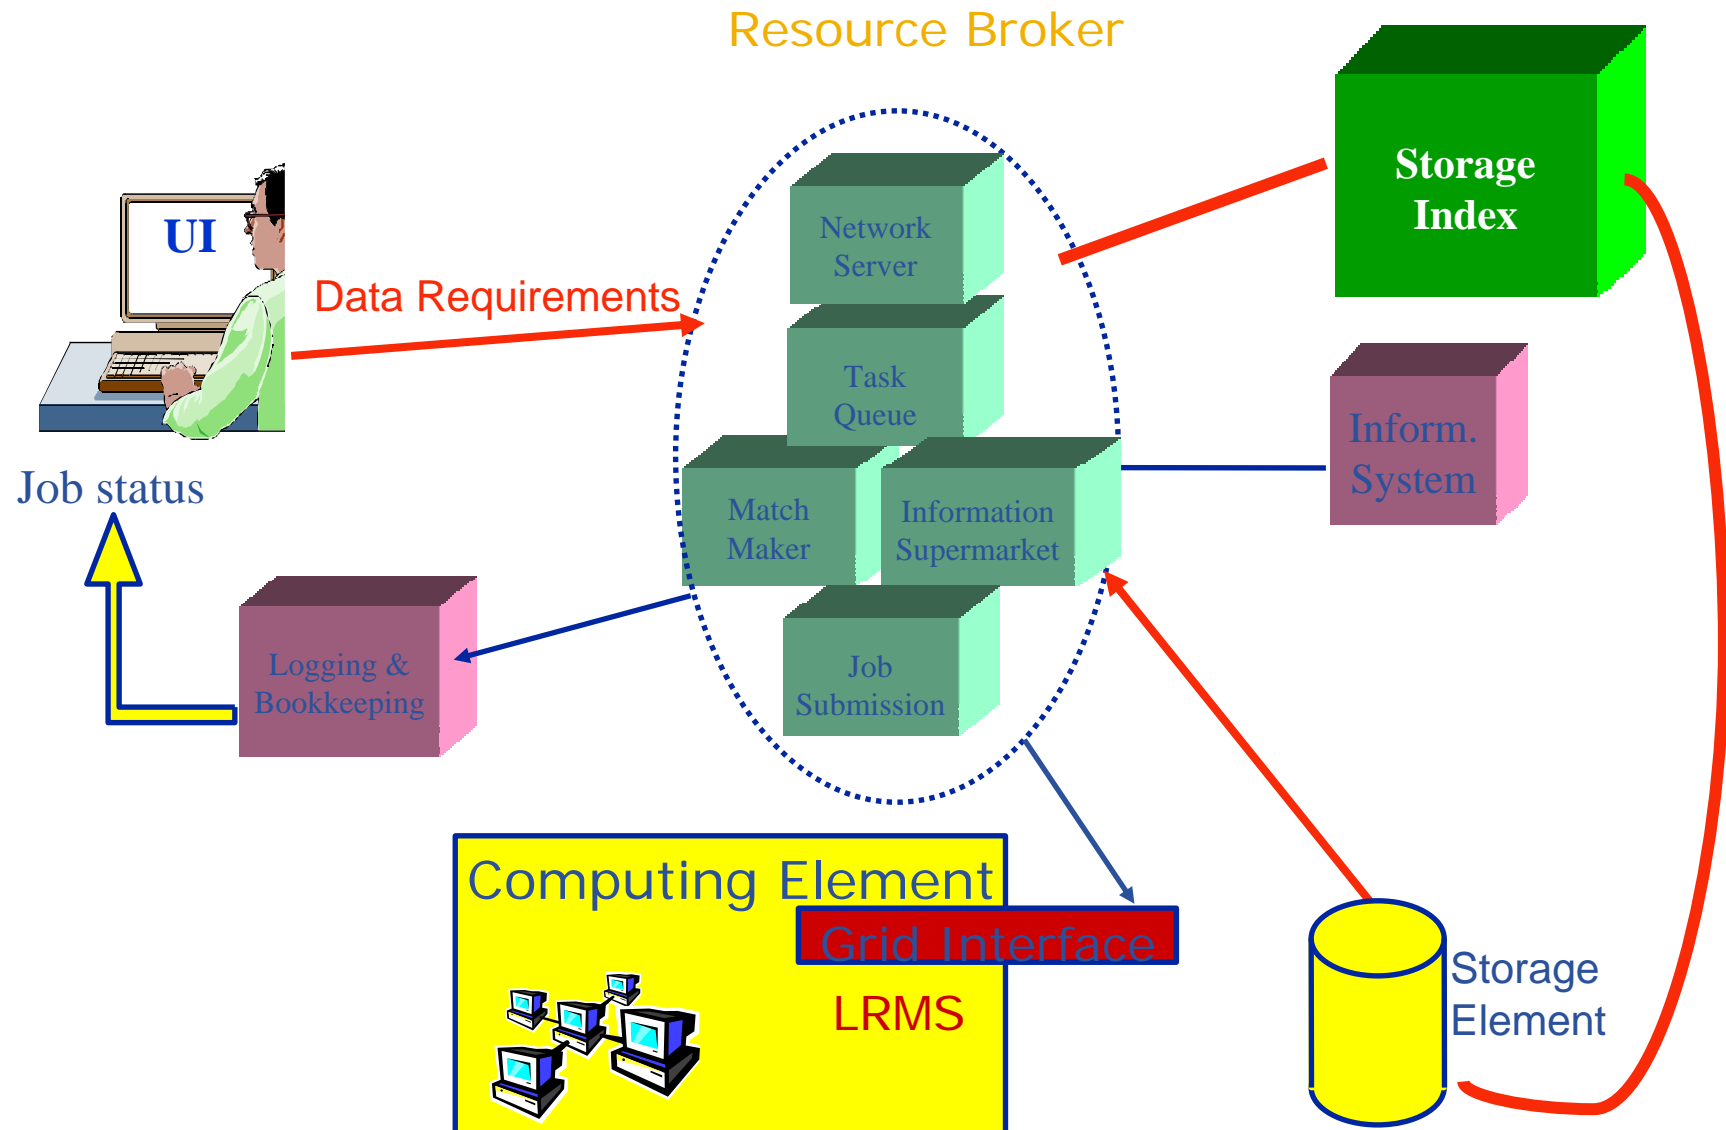 Resource Broker
Storage
Index
UI
Network
Server
Data Requirements
Task
Queue
Inform.
System
Job status
Match
Maker
Information
Supermarket
Logging &
Bookkeeping
Job
Submission
Computing Element
Grid Interface
LRMS
Storage
Element